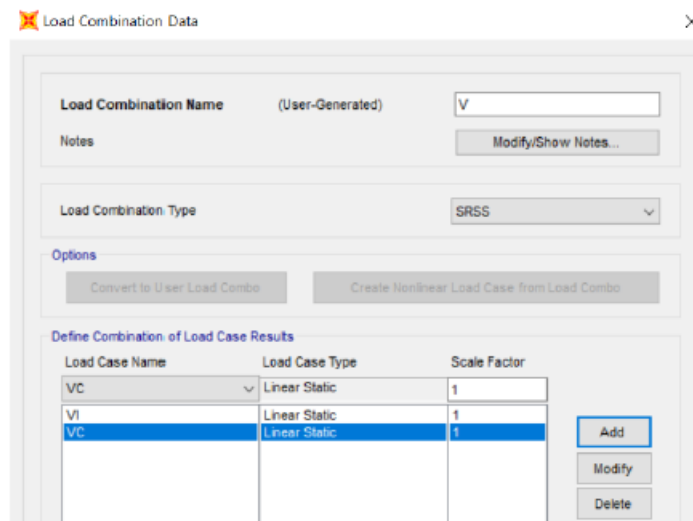 Load Combination Data
Load Combination Name (User-Generated) V
Notes Modify/Show Notes...
Load Combination Type SRSS
Options
Convert to User Load Combo Create Nonlinear Load Case from Load Combo
Define Combination of Load Case Results
Load Case Name Load Case Type Scale Factor
VC Linear Static 1
VI Linear Static 1
VC Linear Static 1
Add
Modify
Delete